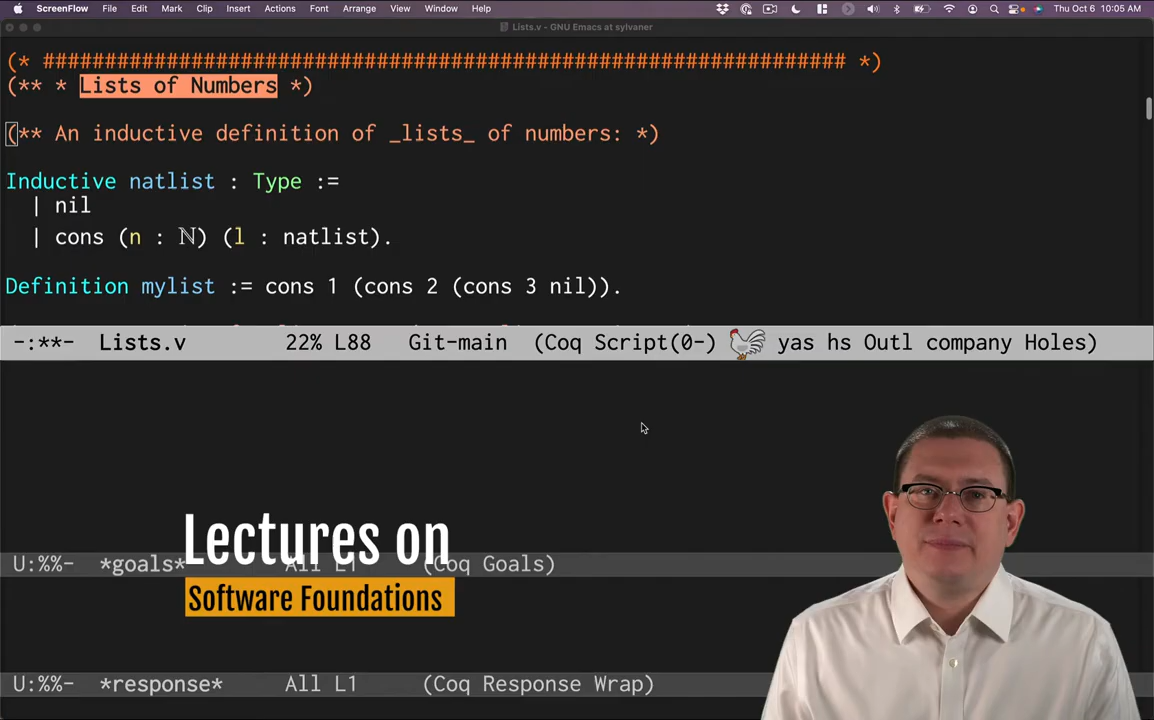 ScreenFlow File Edit Mark Clip Insert Actions Font Arrange View Window Help Thu Oct 6 10:05 AM
Lists.v - GNU Emacs at sylvaner
(* ################################################################# *)
(** * Lists of Numbers *)
(** An inductive definition of _lists_ of numbers: *)
Inductive natlist : Type :=
| nil
| cons (n : ℕ) (l : natlist).
Definition mylist := cons 1 (cons 2 (cons 3 nil)).
-:**- Lists.v 22% L88 Git-main (Coq Script(0-) yas hs Outl company Holes)
Lectures on
U:%%- *goals* All L1 (Coq Goals)
Software Foundations
U:%%- *response* All L1 (Coq Response Wrap)